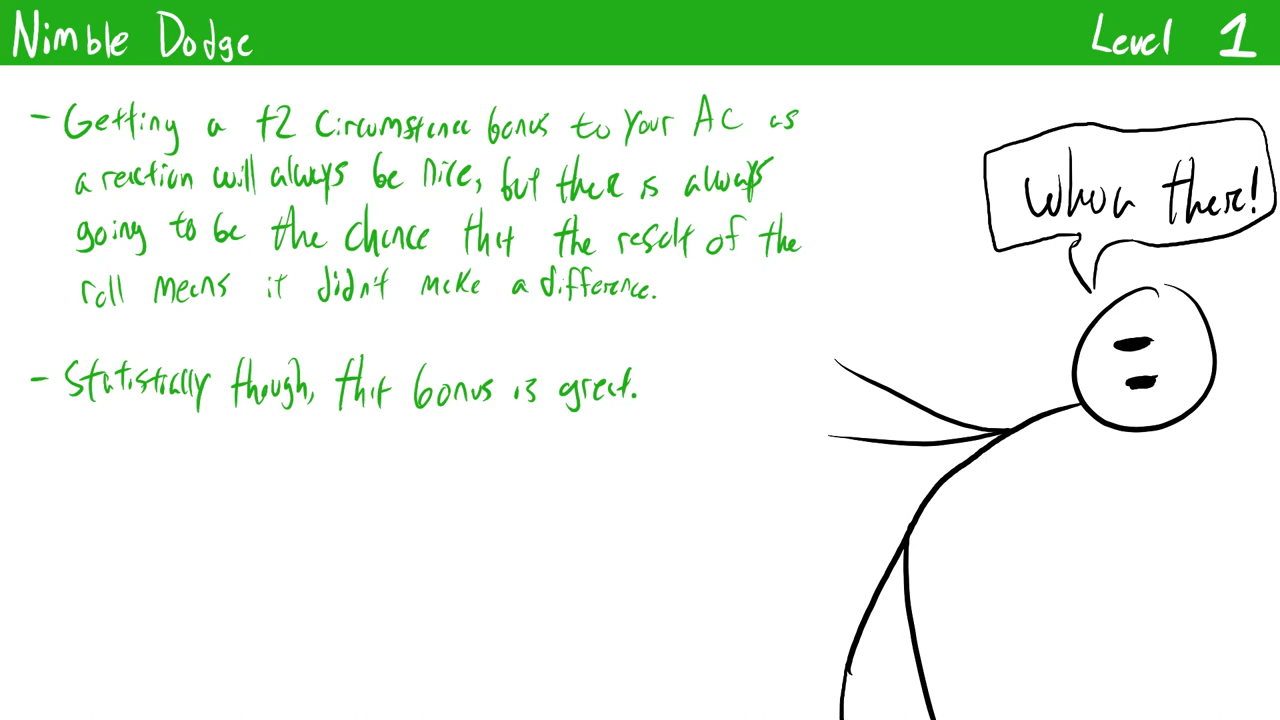 Nimble Dodge
Level 1
- Getting a +2 Circumstance bonus to your AC as
a reaction will always be nice, but there is always
going to be the chance that the result of the
roll means it didn't make a difference.
- Statistically though, that bonus is great.
Whoa there!